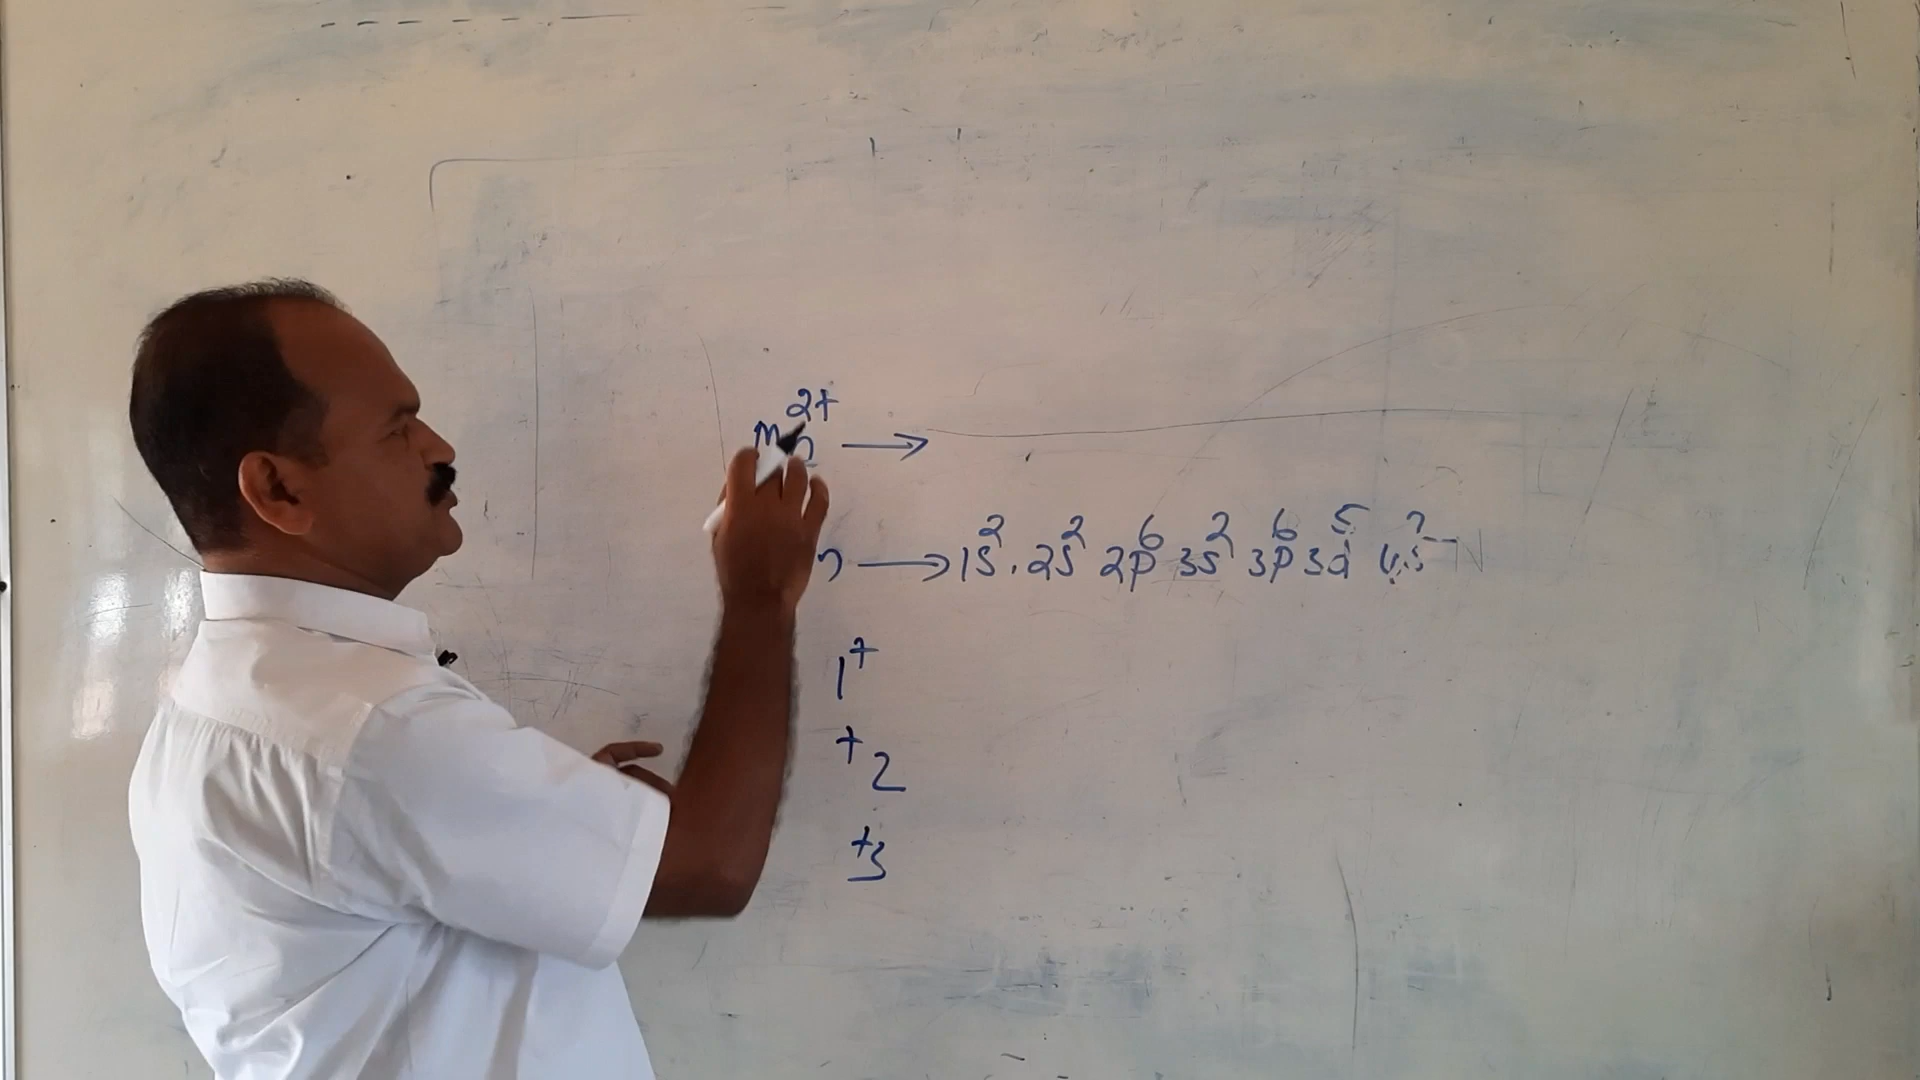 Mn²⁺ →
n → 1s². 2s² 2p⁶ 3s² 3p⁶ 3d⁵ 4s²
1⁺
+2
+3